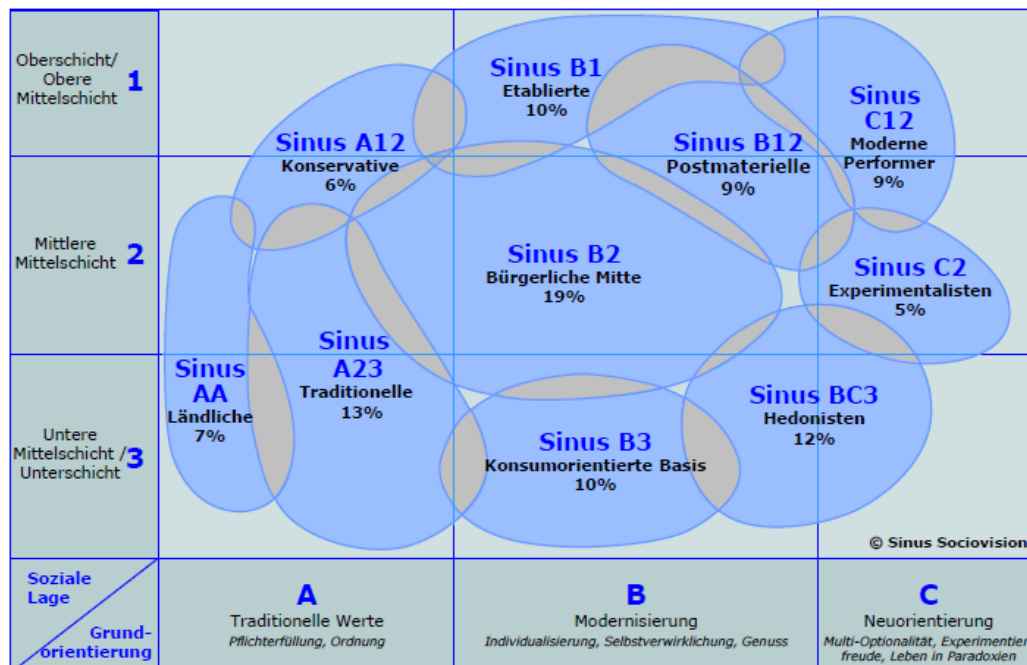 Oberschicht/
Obere
Mittelschicht
1
Sinus B1
Etablierte
10%
Sinus
C12
Moderne
Performer
9%
Sinus A12
Konservative
6%
Sinus B12
Postmaterielle
9%
Mittlere
Mittelschicht
2
Sinus B2
Bürgerliche Mitte
19%
Sinus C2
Experimentalisten
5%
Sinus
AA
Ländliche
7%
Sinus
A23
Traditionelle
13%
Sinus BC3
Hedonisten
12%
Untere
Mittelschicht /
Unterschicht
3
Sinus B3
Konsumorientierte Basis
10%
© Sinus Sociovision
Soziale
Lage
Grund-
orientierung
A
Traditionelle Werte
Pflichterfüllung, Ordnung
B
Modernisierung
Individualisierung, Selbstverwirklichung, Genuss
C
Neuorientierung
Multi-Optionalität, Experimentier
freude, Leben in Paradoxien